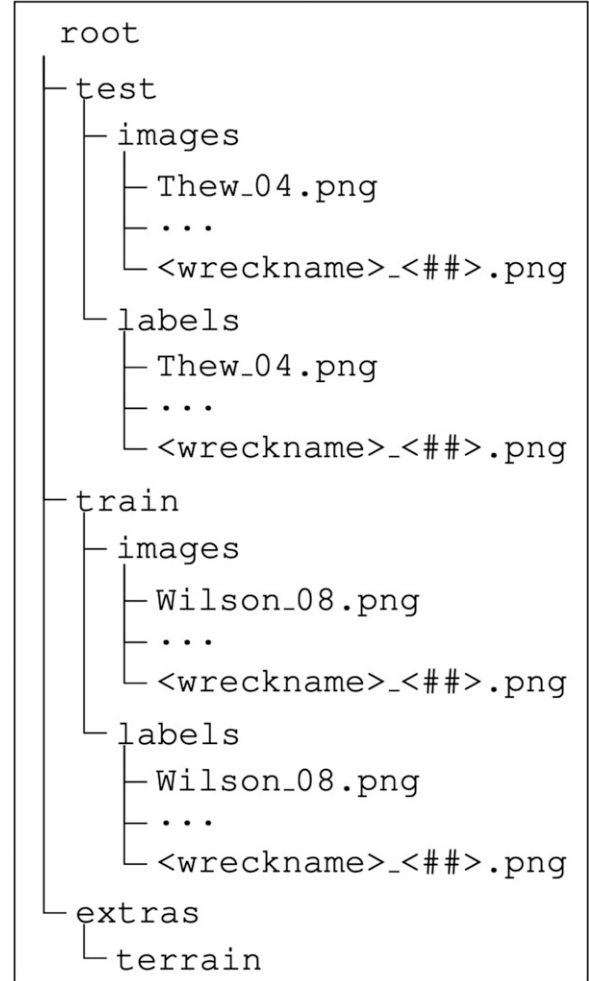 root
test
images
Thew_04.png
...
<wreckname>_<##>.png
labels
Thew_04.png
...
<wreckname>_<##>.png
train
images
Wilson_08.png
...
<wreckname>_<##>.png
labels
Wilson_08.png
...
<wreckname>_<##>.png
extras
terrain